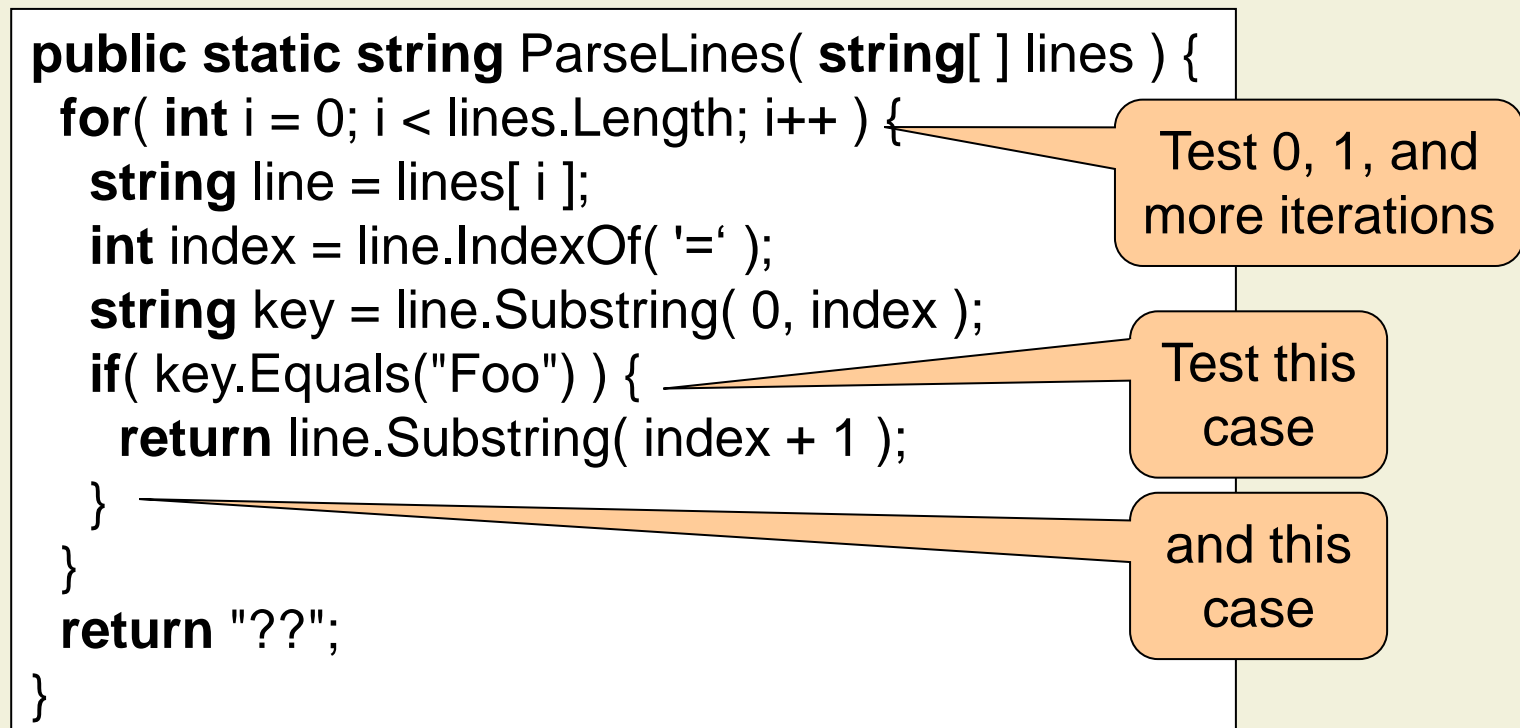 public static string ParseLines( string[ ] lines ) {
for( int i = 0; i < lines.Length; i++ ) {
string line = lines[ i ];
int index = line.IndexOf( '=‘ );
string key = line.Substring( 0, index );
if( key.Equals("Foo") ) {
return line.Substring( index + 1 );
}
}
return "??";
}
Test 0, 1, and
more iterations
Test this
case
and this
case